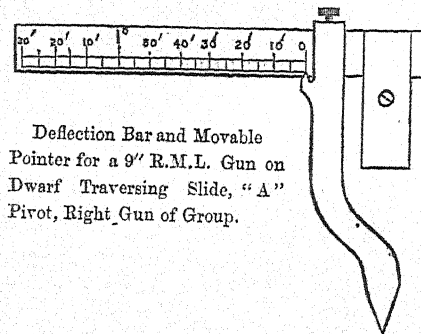 30' 20' 10' 1° 50' 40' 30' 20' 10' 0
Deflection Bar and Movable
Pointer for a 9" R.M.L. Gun on
Dwarf Traversing Slide, "A"
Pivot, Right Gun of Group.